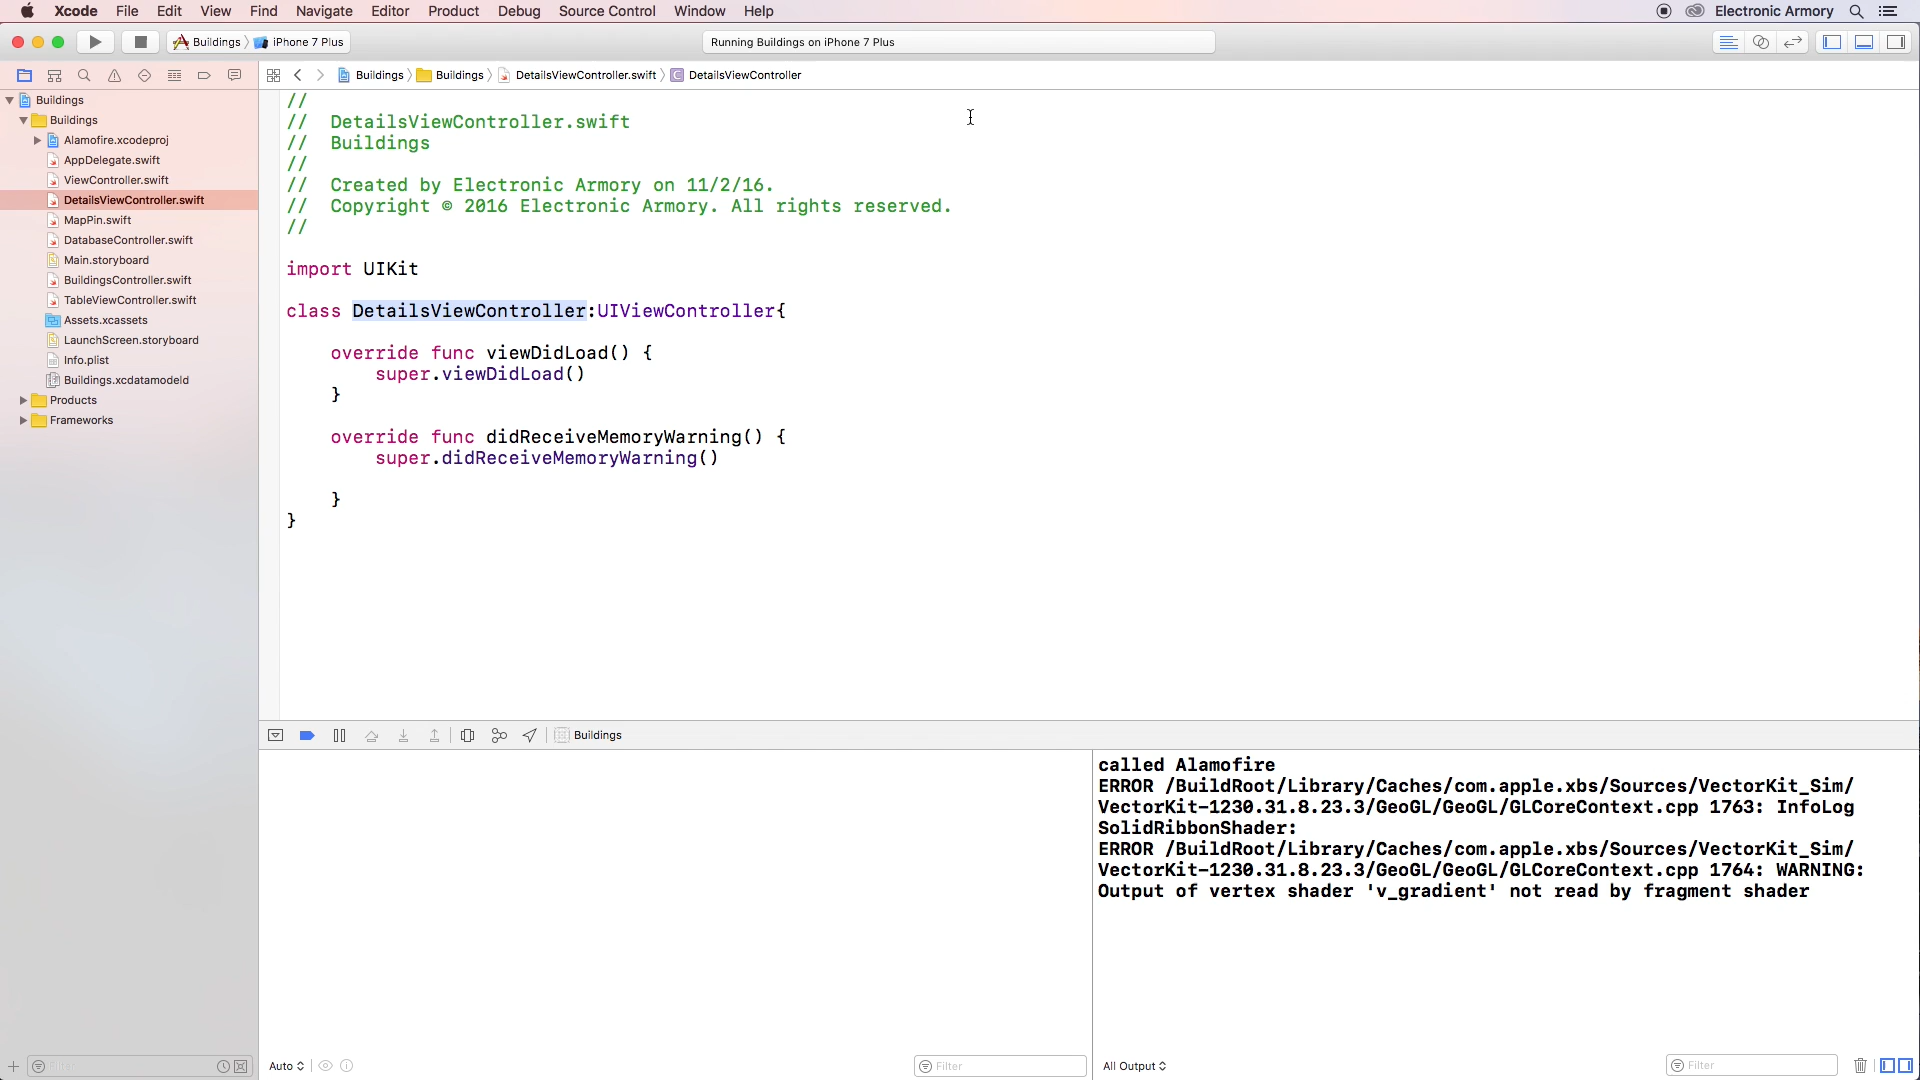 Xcode File Edit View Find Navigate Editor Product Debug Source Control Window Help Electronic Armory
Buildings iPhone 7 Plus Running Buildings on iPhone 7 Plus
Buildings Buildings DetailsViewController.swift C DetailsViewController
Buildings
Buildings
Alamofire.xcodeproj
AppDelegate.swift
ViewController.swift
DetailsViewController.swift
MapPin.swift
DatabaseController.swift
Main.storyboard
BuildingsController.swift
TableViewController.swift
Assets.xcassets
LaunchScreen.storyboard
Info.plist
Buildings.xcdatamodeld
Products
Frameworks
//
// DetailsViewController.swift
// Buildings
//
// Created by Electronic Armory on 11/2/16.
// Copyright © 2016 Electronic Armory. All rights reserved.
//
import UIKit
class DetailsViewController:UIViewController{
override func viewDidLoad() {
super.viewDidLoad()
}
override func didReceiveMemoryWarning() {
super.didReceiveMemoryWarning()
}
}
Buildings
called Alamofire
ERROR /BuildRoot/Library/Caches/com.apple.xbs/Sources/VectorKit_Sim/
VectorKit-1230.31.8.23.3/GeoGL/GeoGL/GLCoreContext.cpp 1763: InfoLog
SolidRibbonShader:
ERROR /BuildRoot/Library/Caches/com.apple.xbs/Sources/VectorKit_Sim/
VectorKit-1230.31.8.23.3/GeoGL/GeoGL/GLCoreContext.cpp 1764: WARNING:
Output of vertex shader 'v_gradient' not read by fragment shader
Filter Auto Filter All Output Filter